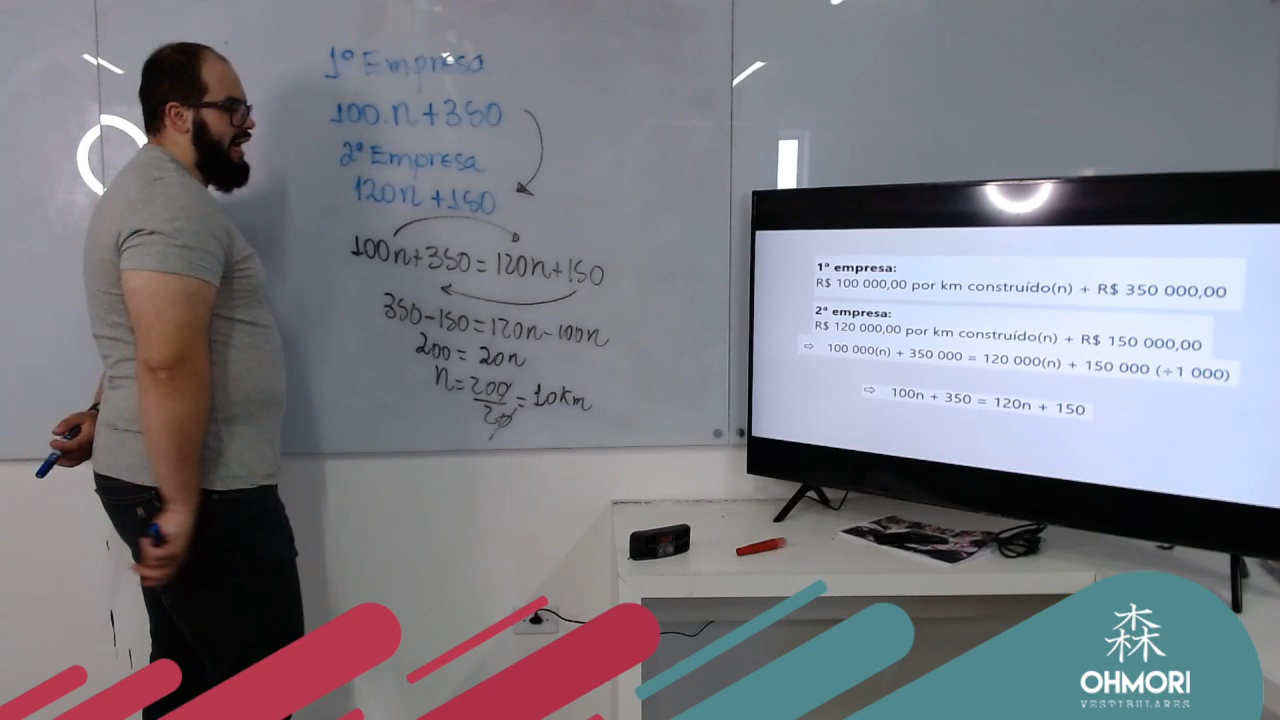 1º Empresa
100.n+350
2ª Empresa
120n+150
100n+350=120n+150
350-150=120n-100n
200=20n
n=200/20=10km
1ª empresa:
R$ 100 000,00 por km construído(n) + R$ 350 000,00
2ª empresa:
R$ 120 000,00 por km construído(n) + R$ 150 000,00
⇨ 100 000(n) + 350 000 = 120 000(n) + 150 000 (÷1 000)
⇨ 100n + 350 = 120n + 150
森
OHMORI
VESTIBULARES